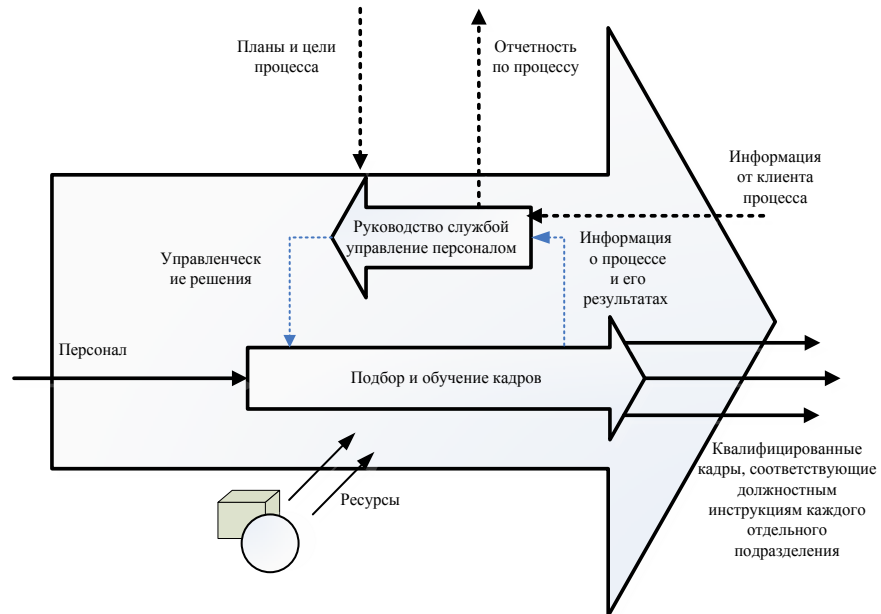 Планы и цели
процесса
Отчетность
по процессу
Информация
от клиента
процесса
Руководство службой
управление персоналом
Управленческ
ие решения
Информация
о процессе
и его
результатах
Персонал
Подбор и обучение кадров
Ресурсы
Квалифицированные
кадры, соответствующие
должностным
инструкциям каждого
отдельного
подразделения